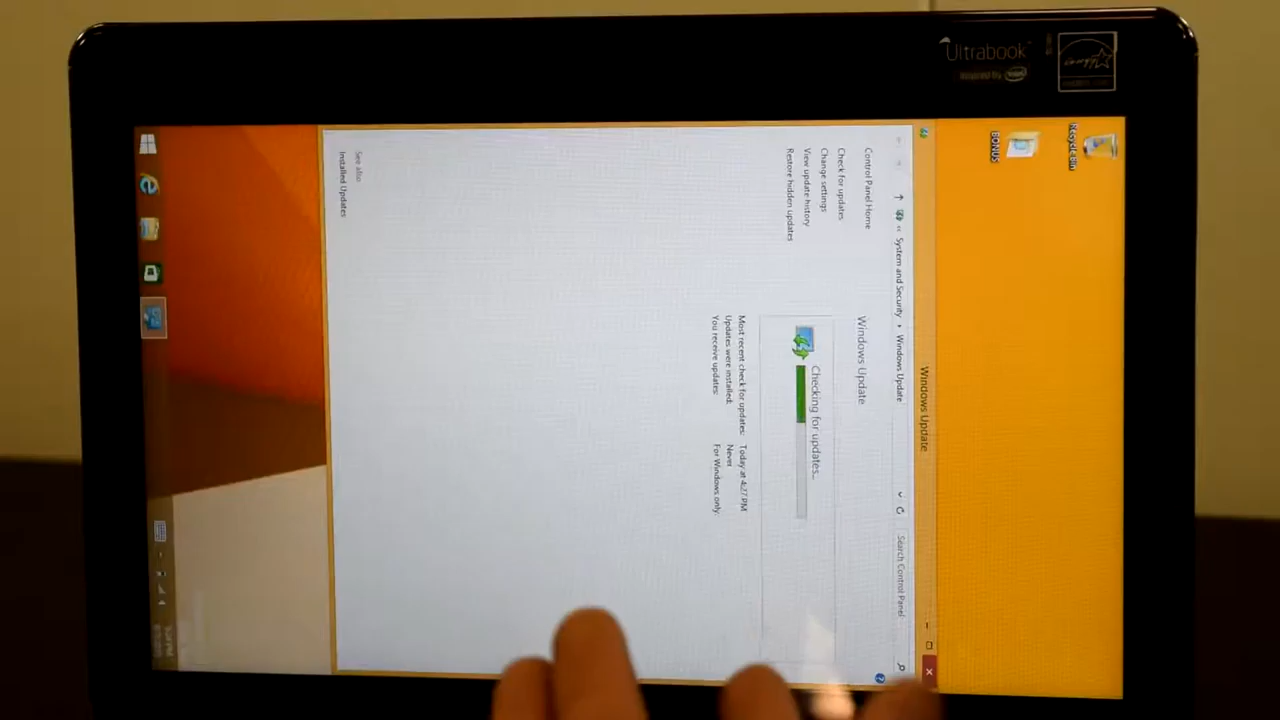 Ultrabook
Recycle Bin
BONUS
Windows Update
System and Security
Windows Update
Search Control Panel
Control Panel Home
Check for updates
Change settings
View update history
Restore hidden updates
Windows Update
Checking for updates...
Most recent check for updates: Today at 4:27 PM
Updates were installed: Never
You receive updates: For Windows only.
See also
Installed Updates